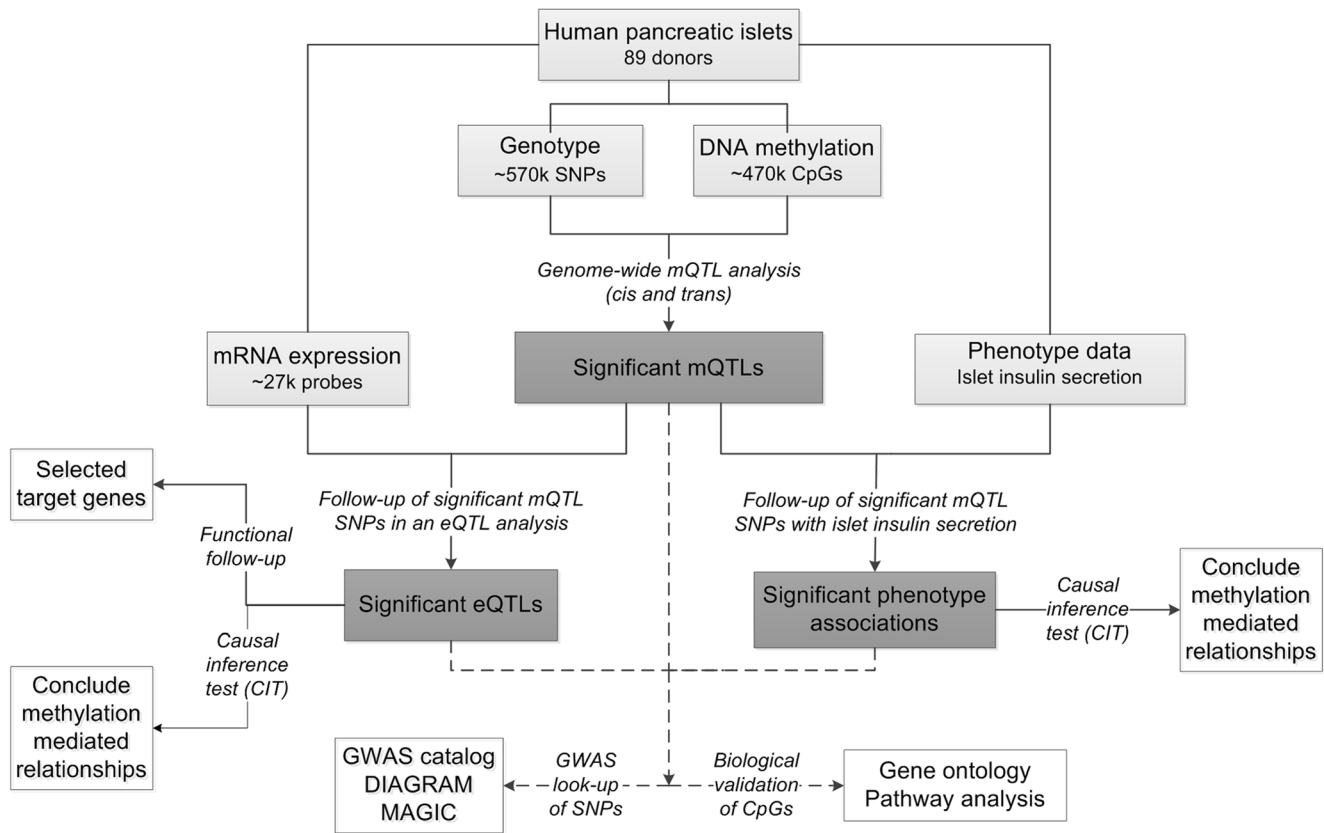 Human pancreatic islets
89 donors
Genotype
~570k SNPs
DNA methylation
~470k CpGs
Genome-wide mQTL analysis
(cis and trans)
mRNA expression
~27k probes
Significant mQTLs
Phenotype data
Islet insulin secretion
Selected
target genes
Follow-up of significant mQTL
SNPs in an eQTL analysis
Follow-up of significant mQTL
SNPs with islet insulin secretion
Functional
follow-up
Significant eQTLs
Significant phenotype
associations
Causal
inference
test (CIT)
Conclude
methylation
mediated
relationships
Causal
inference
test (CIT)
Conclude
methylation
mediated
relationships
GWAS catalog
DIAGRAM
MAGIC
GWAS
look-up
of SNPs
Biological
validation
of CpGs
Gene ontology
Pathway analysis